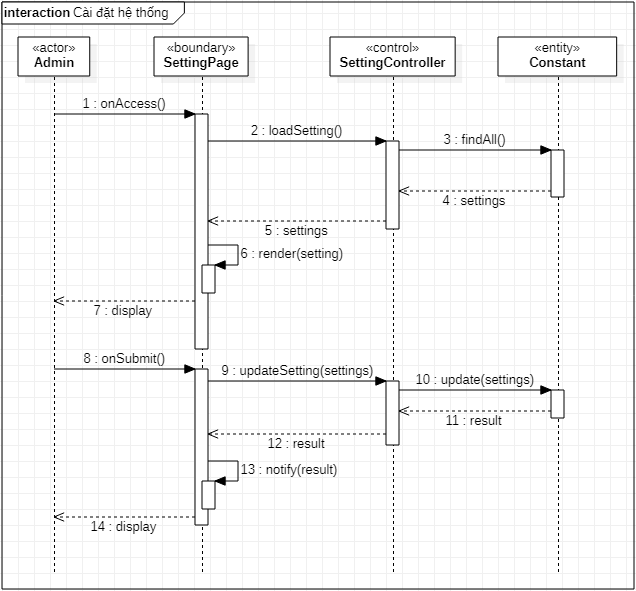 interaction Cài đặt hệ thống
«actor»
Admin
«boundary»
SettingPage
«control»
SettingController
«entity»
Constant
1 : onAccess()
2 : loadSetting()
3 : findAll()
4 : settings
5 : settings
6 : render(setting)
7 : display
8 : onSubmit()
9 : updateSetting(settings)
10 : update(settings)
11 : result
12 : result
13 : notify(result)
14 : display